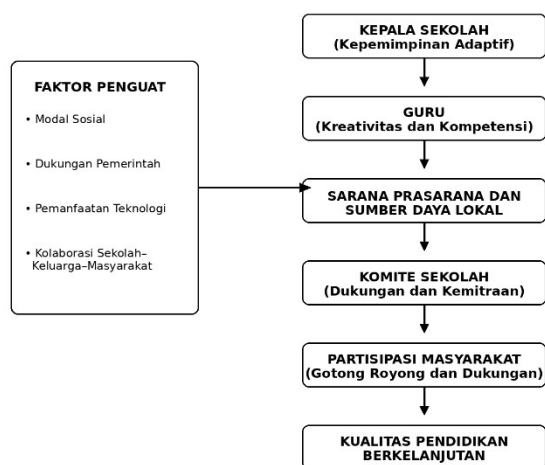 KEPALA SEKOLAH
(Kepemimpinan Adaptif)
FAKTOR PENGUAT
• Modal Sosial
• Dukungan Pemerintah
• Pemanfaatan Teknologi
• Kolaborasi Sekolah–
Keluarga–Masyarakat
GURU
(Kreativitas dan Kompetensi)
SARANA PRASARANA DAN
SUMBER DAYA LOKAL
KOMITE SEKOLAH
(Dukungan dan Kemitraan)
PARTISIPASI MASYARAKAT
(Gotong Royong dan Dukungan)
KUALITAS PENDIDIKAN
BERKELANJUTAN